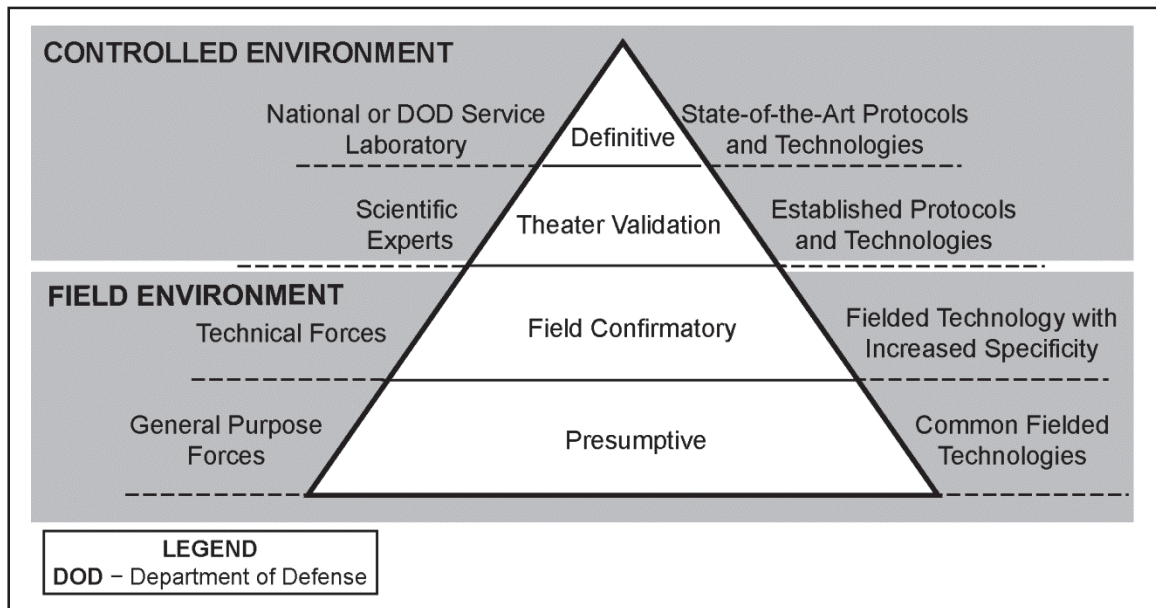 CONTROLLED ENVIRONMENT
National or DOD Service
Laboratory
Definitive
State-of-the-Art Protocols
and Technologies
Scientific
Experts
Theater Validation
Established Protocols
and Technologies
FIELD ENVIRONMENT
Technical Forces
Field Confirmatory
Fielded Technology with
Increased Specificity
General Purpose
Forces
Presumptive
Common Fielded
Technologies
LEGEND
DOD – Department of Defense